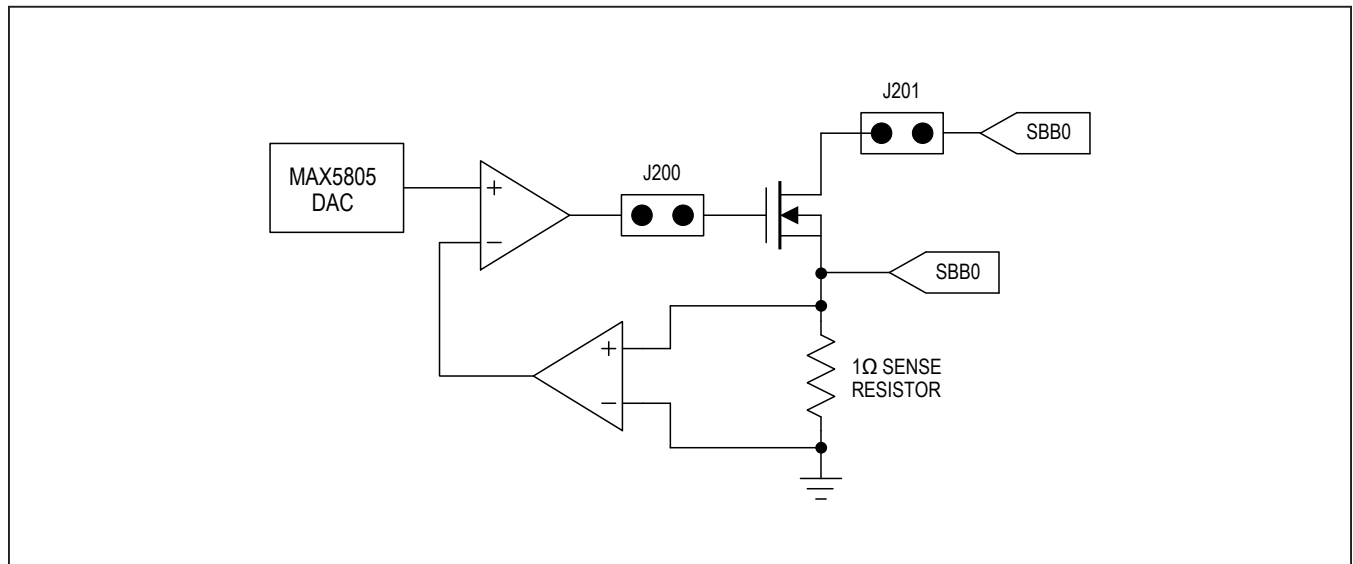 J201
SBB0
MAX5805
DAC
+
−
J200
SBB0
+
−
1Ω SENSE
RESISTOR